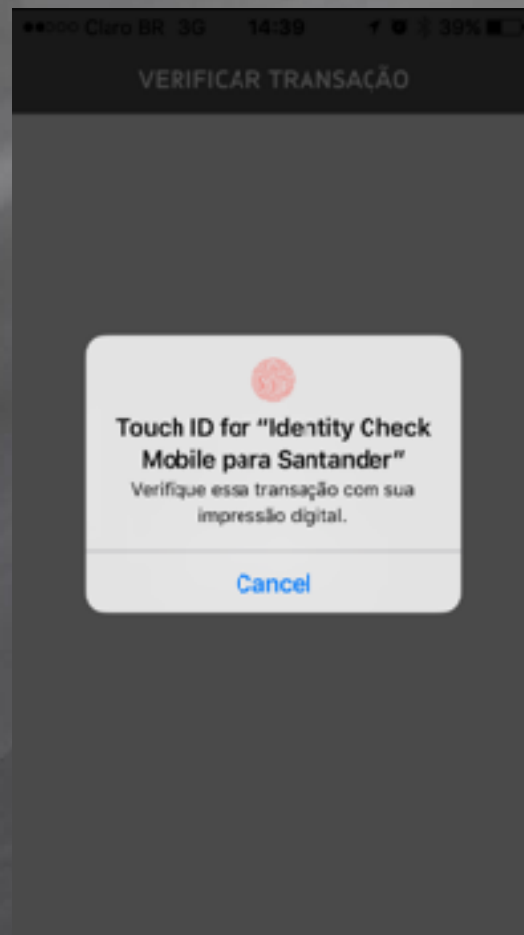 Claro BR 3G 14:39 39%
VERIFICAR TRANSAÇÃO
Touch ID for "Identity Check
Mobile para Santander"
Verifique essa transação com sua
impressão digital.
Cancel